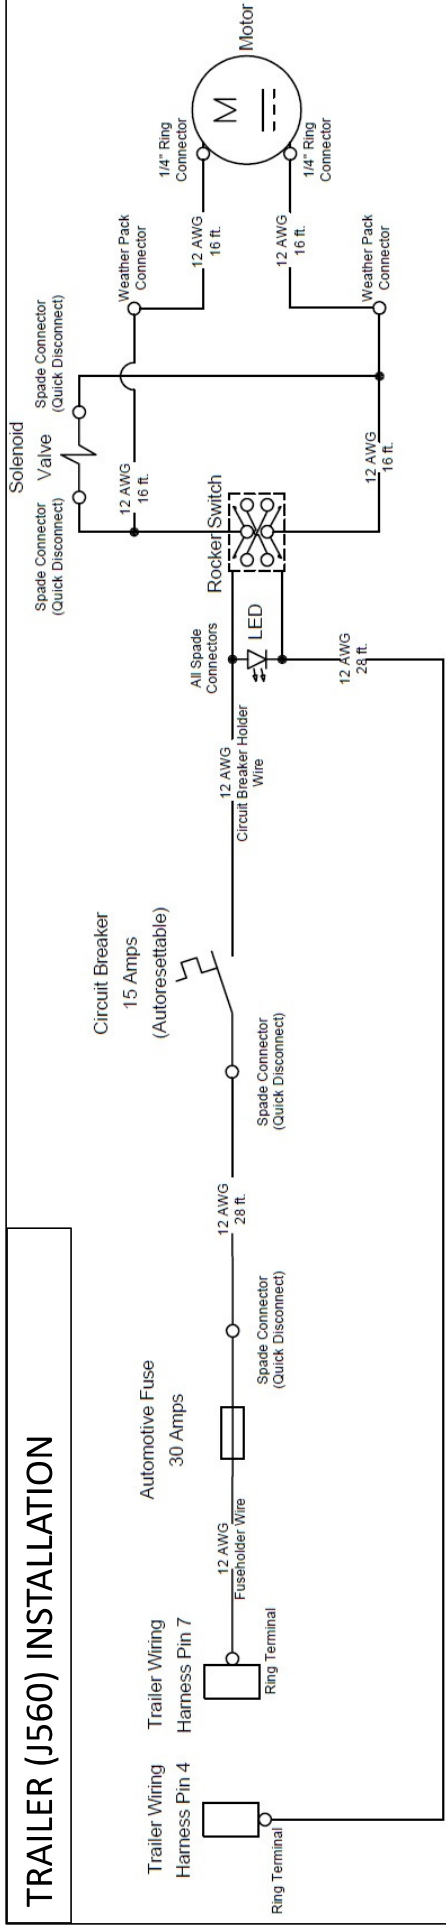 TRAILER (J560) INSTALLATION
Trailer Wiring
Harness Pin 4
Ring Terminal
Trailer Wiring
Harness Pin 7
Ring Terminal
12 AWG
Fuseholder Wire
Automotive Fuse
30 Amps
Spade Connector
(Quick Disconnect)
12 AWG
28 ft.
Spade Connector
(Quick Disconnect)
Circuit Breaker
15 Amps
(Autoresettable)
12 AWG
Circuit Breaker Holder
Wire
All Spade
Connectors
LED
12 AWG
28 ft.
Rocker Switch
Spade Connector
(Quick Disconnect)
Solenoid
Valve
Spade Connector
(Quick Disconnect)
12 AWG
16 ft.
12 AWG
16 ft.
Weather Pack
Connector
Weather Pack
Connector
12 AWG
16 ft.
12 AWG
16 ft.
1/4" Ring
Connector
1/4" Ring
Connector
M
Motor